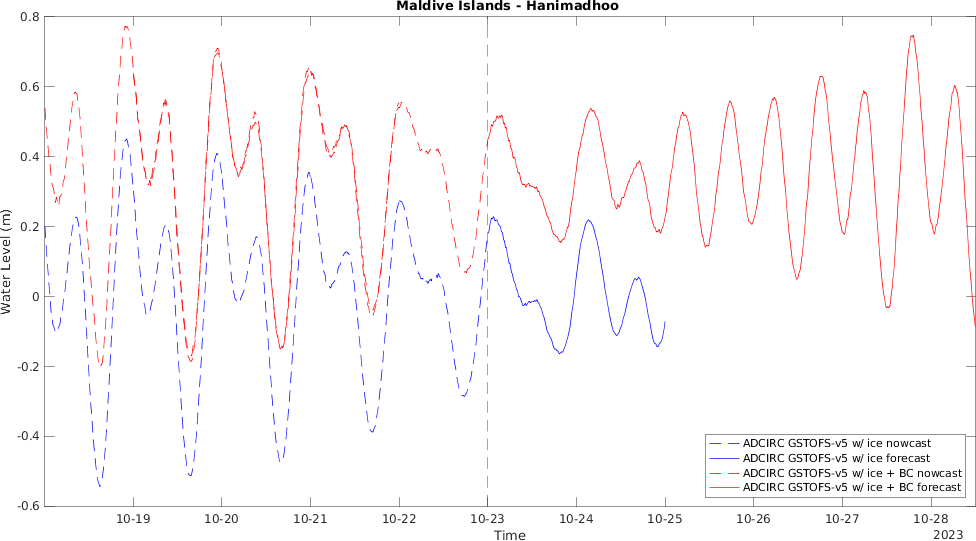 Maldive Islands - Hanimadhoo
0.8
0.6
0.4
0.2
0
-0.2
-0.4
-0.6
Water Level (m)
10-19 10-20 10-21 10-22 10-23 10-24 10-25 10-26 10-27 10-28
Time
2023
ADCIRC GSTOFS-v5 w/ ice nowcast
ADCIRC GSTOFS-v5 w/ ice forecast
ADCIRC GSTOFS-v5 w/ ice + BC nowcast
ADCIRC GSTOFS-v5 w/ ice + BC forecast